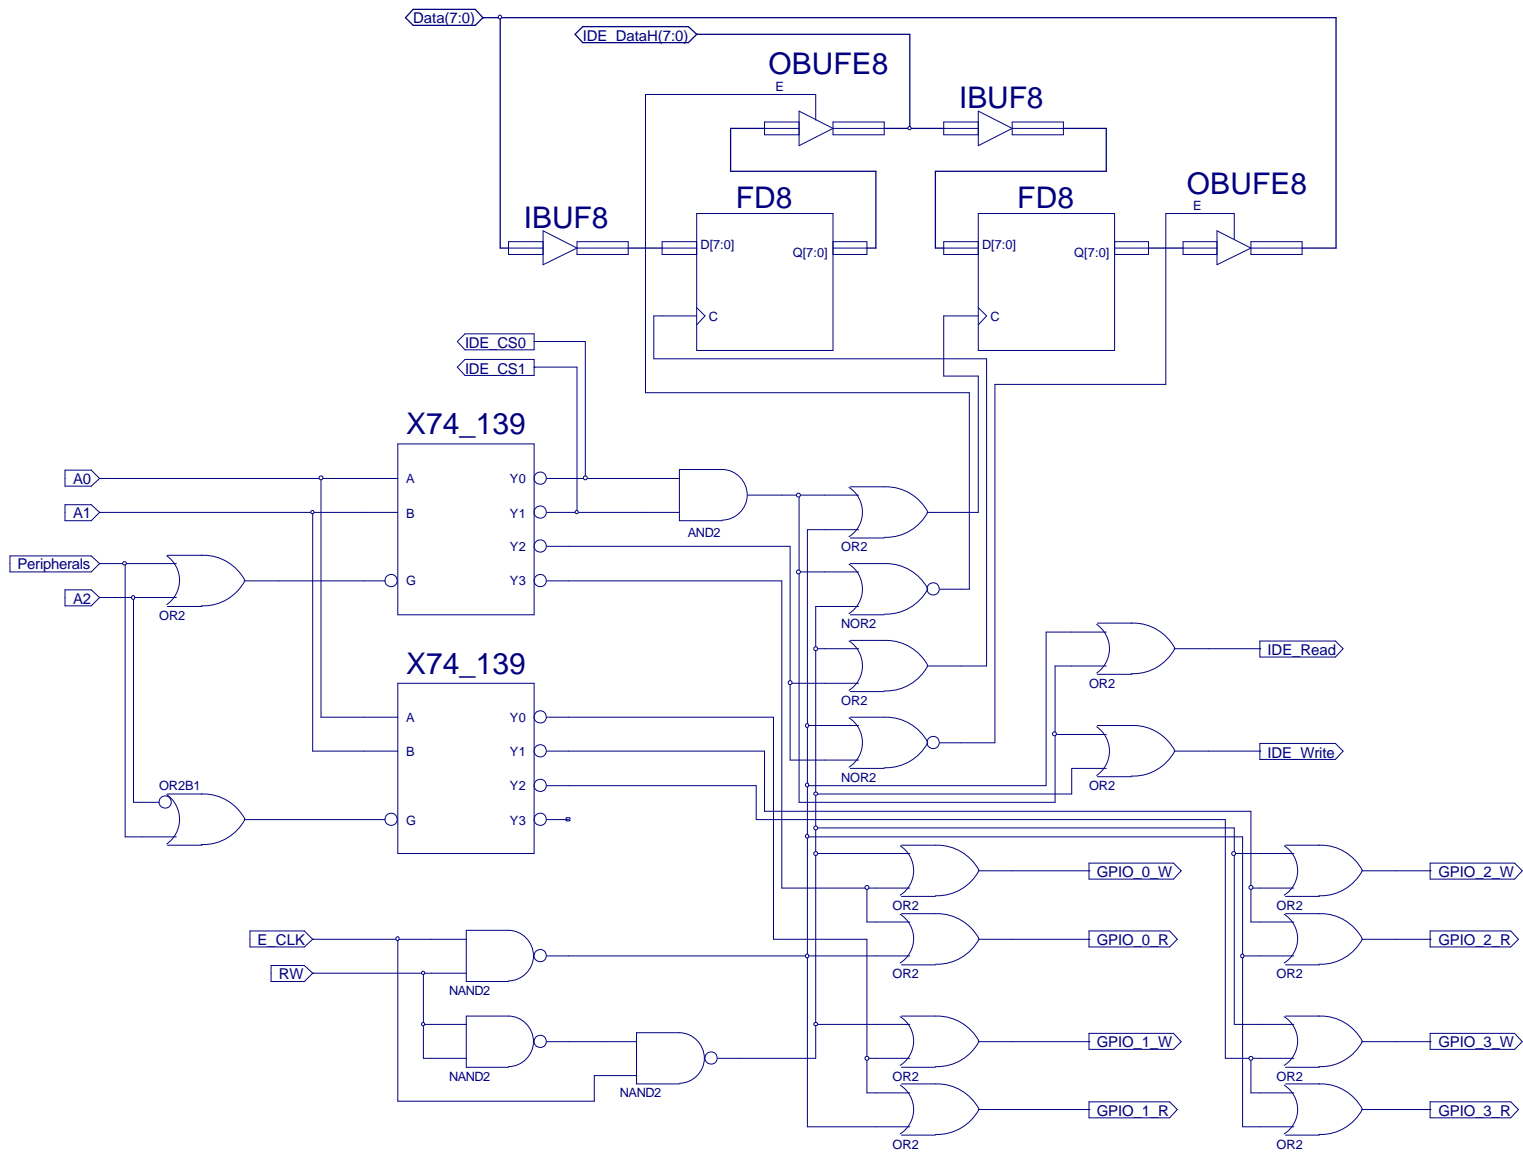 Data(7:0)
IDE_DataH(7:0)
OBUFE8
E
IBUF8
FD8
FD8
OBUFE8
E
IBUF8
D[7:0]
Q[7:0]
C
D[7:0]
Q[7:0]
C
IDE_CS0
IDE_CS1
X74_139
A0
A
Y0
A1
B
Y1
AND2
OR2
Y2
Peripherals
G
Y3
A2
OR2
NOR2
X74_139
OR2
IDE_Read
OR2
A
Y0
B
Y1
NOR2
IDE_Write
OR2
OR2B1
Y2
G
Y3
GPIO_0_W
OR2
GPIO_2_W
OR2
E_CLK
RW
NAND2
GPIO_0_R
OR2
GPIO_2_R
OR2
NAND2
NAND2
GPIO_1_W
OR2
GPIO_3_W
OR2
GPIO_1_R
OR2
GPIO_3_R
OR2